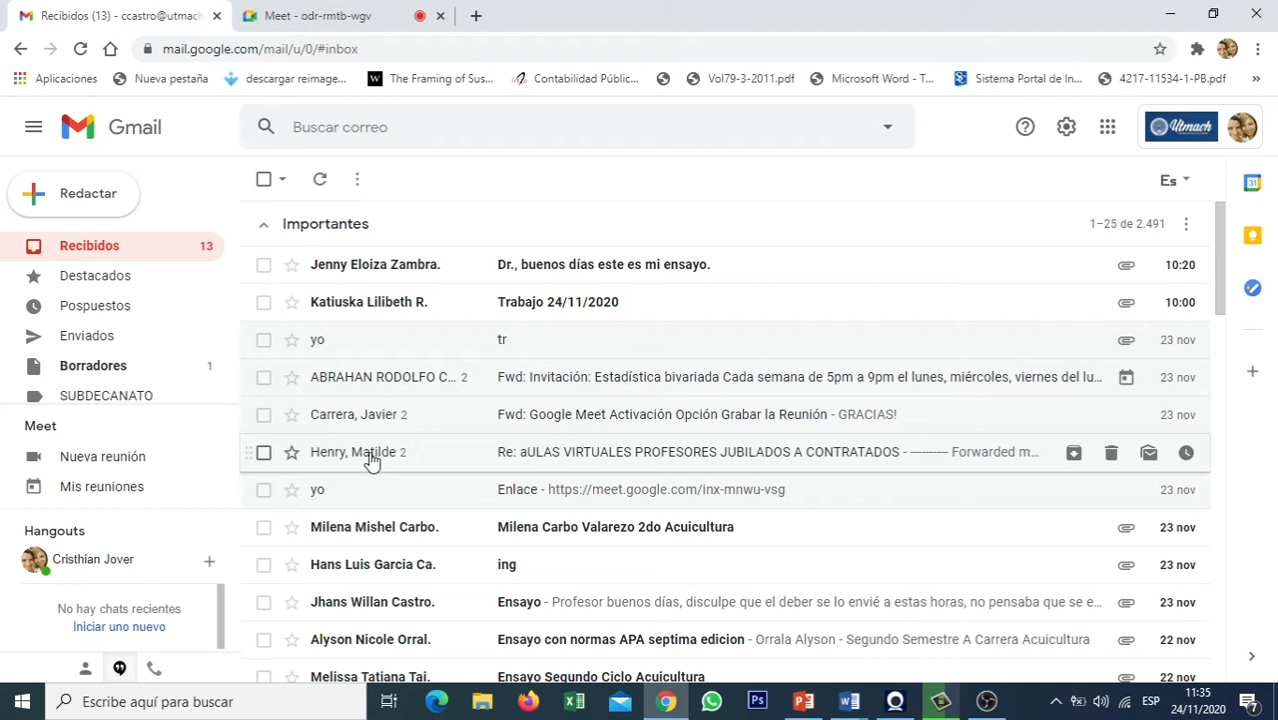 Recibidos (13) - ccastro@utmach
Meet - odr-rmtb-wgv
mail.google.com/mail/u/0/#inbox
Aplicaciones
Nueva pestaña
descargar reimage...
W
The Framing of Sus...
Contabilidad Públic...
Vol79-3-2011.pdf
Microsoft Word - T...
Sistema Portal de In...
4217-11534-1-PB.pdf
»
Gmail
Buscar correo
Utmach
Redactar
Es
31
Importantes
1–25 de 2.491
Recibidos 13
Destacados
Pospuestos
Enviados
Borradores 1
SUBDECANATO
Meet
Nueva reunión
Mis reuniones
Hangouts
Cristhian Jover
No hay chats recientes
Iniciar uno nuevo
Jenny Eloiza Zambra. Dr., buenos días este es mi ensayo. 10:20
Katiuska Lilibeth R. Trabajo 24/11/2020 10:00
yo tr 23 nov
ABRAHAN RODOLFO C... 2 Fwd: Invitación: Estadística bivariada Cada semana de 5pm a 9pm el lunes, miércoles, viernes del lu... 23 nov
Carrera, Javier 2 Fwd: Google Meet Activación Opción Grabar la Reunión - GRACIAS! 23 nov
Henry, Matilde 2 Re: aULAS VIRTUALES PROFESORES JUBILADOS A CONTRATADOS - ---------- Forwarded m...
yo Enlace - https://meet.google.com/inx-mnwu-vsg 23 nov
Milena Mishel Carbo. Milena Carbo Valarezo 2do Acuicultura 23 nov
Hans Luis Garcia Ca. ing 23 nov
Jhans Willan Castro. Ensayo - Profesor buenos días, disculpe que el deber se lo envié a estas horas, no pensaba que se e... 23 nov
Alyson Nicole Orral. Ensayo con normas APA septima edicion - Orrala Alyson - Segundo Semestre A Carrera Acuicultura 22 nov
Melissa Tatiana Tai. Ensayo Segundo Ciclo Acuicultura 22 nov
Escribe aquí para buscar
Ps
ESP
11:35
24/11/2020
7